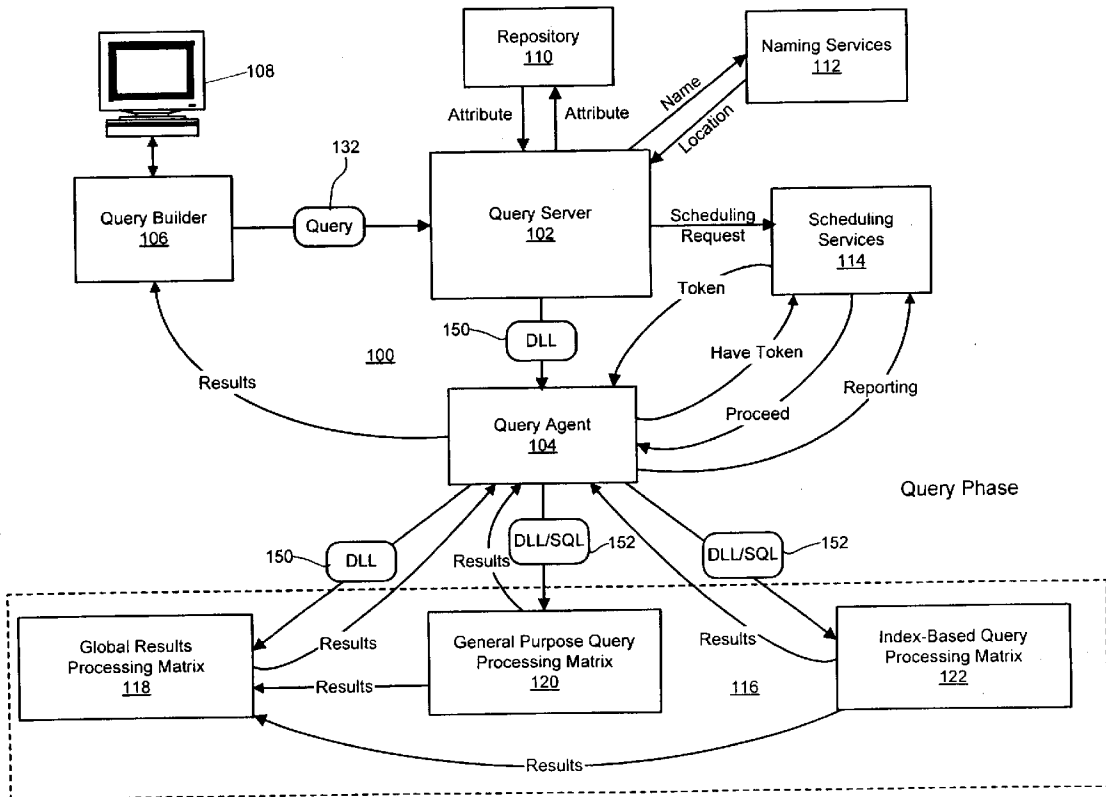 Repository
110
Naming Services
112
108
Attribute
Attribute
Name
Location
132
Query Builder
106
Query
Query Server
102
Scheduling
Request
Scheduling
Services
114
Token
150
DLL
100
Have Token
Results
Reporting
Proceed
Query Agent
104
Query Phase
150
DLL
Results
DLL/SQL
152
DLL/SQL
152
Global Results
Processing Matrix
118
Results
General Purpose Query
Processing Matrix
120
Results
116
Index-Based Query
Processing Matrix
122
Results
Results